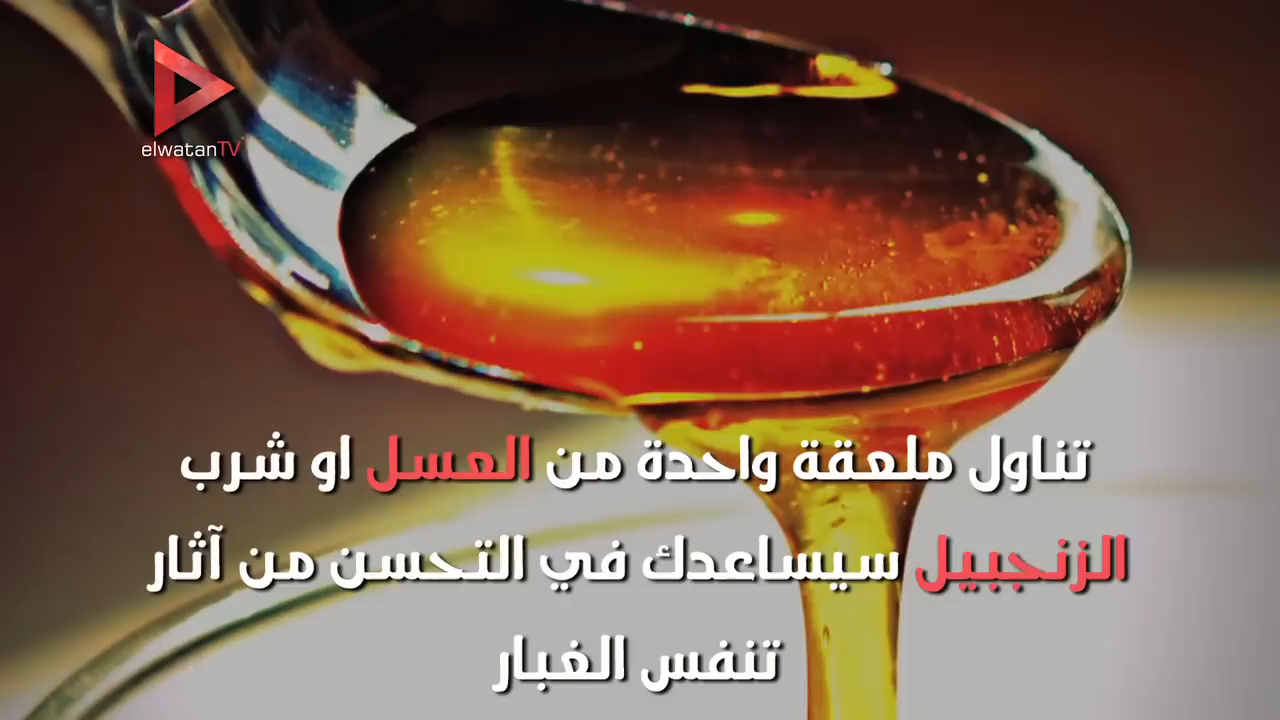 elwatanTV
تناول ملعقة واحدة من العسل او شرب
الزنجبيل سيساعدك في التحسن من آثار
تنفس الغبار